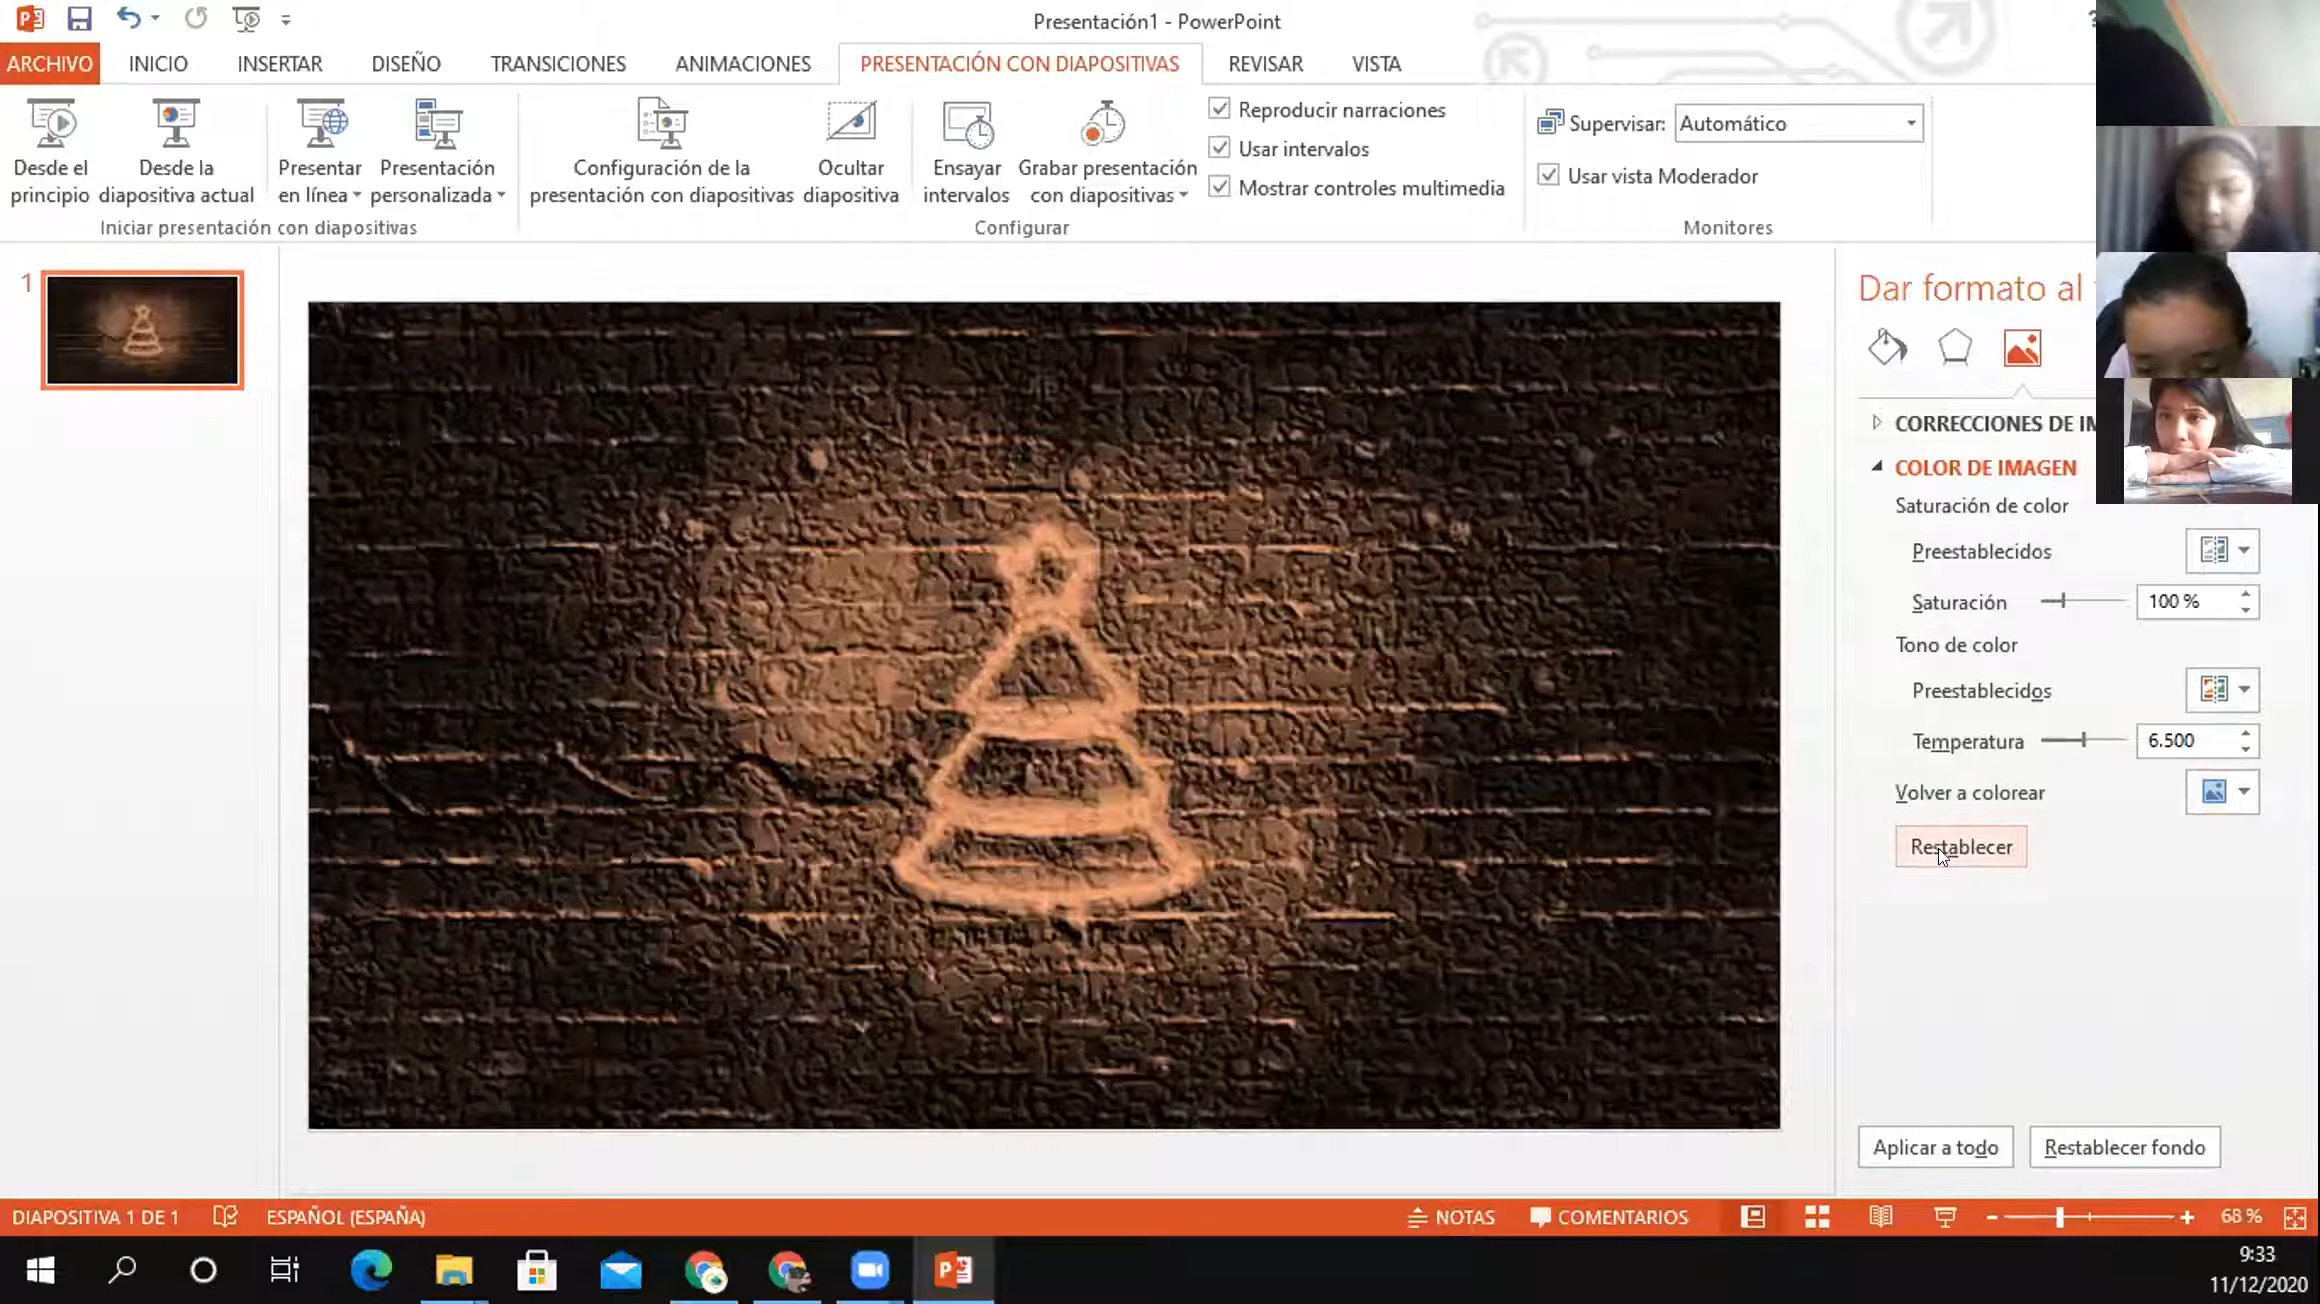 Presentación1 - PowerPoint
?
ARCHIVO INICIO INSERTAR DISEÑO TRANSICIONES ANIMACIONES PRESENTACIÓN CON DIAPOSITIVAS REVISAR VISTA
Desde el principio
Desde la diapositiva actual
Presentar en línea
Presentación personalizada
Iniciar presentación con diapositivas
Configuración de la presentación con diapositivas
Ocultar diapositiva
Ensayar intervalos
Grabar presentación con diapositivas
Reproducir narraciones
Usar intervalos
Mostrar controles multimedia
Configurar
Supervisar: Automático
Usar vista Moderador
Monitores
1
Dar formato al
CORRECCIONES DE
COLOR DE IMAGEN
Saturación de color
Preestablecidos
Saturación 100 %
Tono de color
Preestablecidos
Temperatura 6.500
Volver a colorear
Restablecer
Aplicar a todo Restablecer fondo
DIAPOSITIVA 1 DE 1 ESPAÑOL (ESPAÑA) NOTAS COMENTARIOS 68 %
9:33
11/12/2020